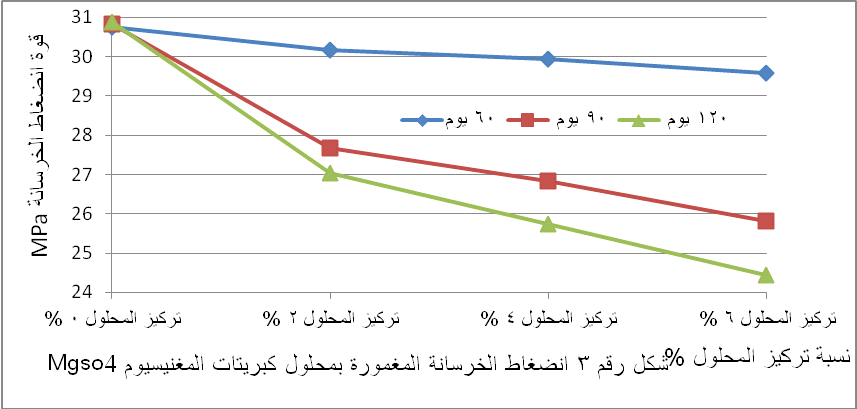 قوة انضغاط الخرسانة MPa
31
30
29
28
27
26
25
24
٦٠ يوم
٩٠ يوم
١٢٠ يوم
تركيز المحلول ٠ %
تركيز المحلول ٢ %
تركيز المحلول ٤ %
تركيز المحلول ٦ %
نسبة تركيز المحلول %
شكل رقم ٣ انضغاط الخرسانة المغمورة بمحلول كبريتات المغنيسيوم Mgso4